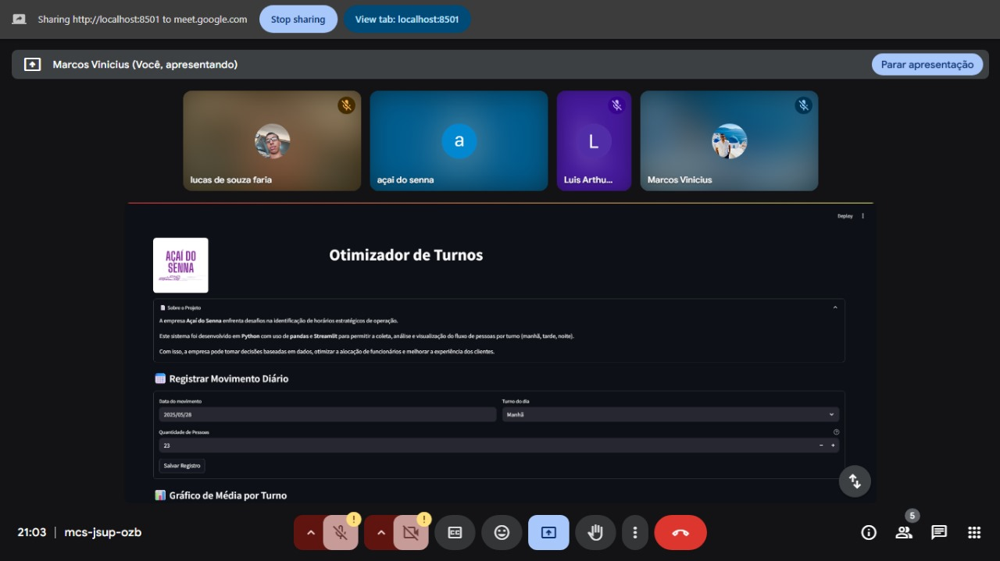 Sharing http://localhost:8501 to meet.google.com
Stop sharing
View tab: localhost:8501
Marcos Vinicius (Você, apresentando)
Parar apresentação
a
L
lucas de souza faria
açai do senna
Luis Arthu...
Marcos Vinicius
Deploy
AÇAÍ DO
SENNA
Otimizador de Turnos
Sobre o Projeto
A empresa Açaí do Senna enfrenta desafios na identificação de horários estratégicos de operação.
Este sistema foi desenvolvido em Python com uso de pandas e Streamlit para permitir a coleta, análise e visualização do fluxo de pessoas por turno (manhã, tarde, noite).
Com isso, a empresa pode tomar decisões baseadas em dados, otimizar a alocação de funcionários e melhorar a experiência dos clientes.
Registrar Movimento Diário
Data do movimento
Turno do dia
2025/05/28
Manhã
Quantidade de Pessoas
23
Salvar Registro
Gráfico de Média por Turno
21:03 | mcs-jsup-ozb
5